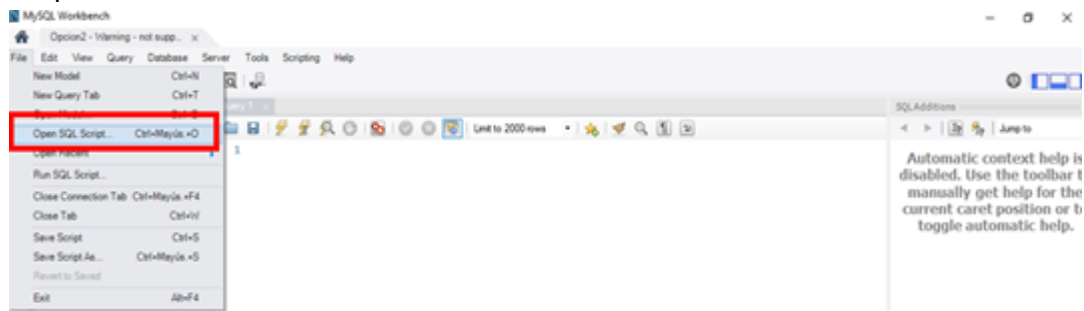 MySQL Workbench
Opcion2 - Warning - not supp...
File Edit View Query Database Server Tools Scripting Help
New Model Ctrl+N
New Query Tab Ctrl+T
Open SQL Script... Ctrl+Mayús.+O
Limit to 2000 rows
1
Open Recent
Run SQL Script...
Close Connection Tab Ctrl+Mayús.+F4
Close Tab Ctrl+W
Save Script Ctrl+S
Save Script As... Ctrl+Mayús.+S
Revert to Saved
Exit Alt+F4
SQLAdditions
Jump to
Automatic context help is
disabled. Use the toolbar t
manually get help for the
current caret position or t
toggle automatic help.